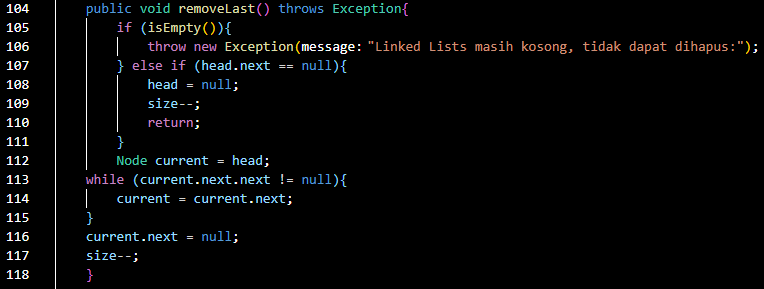 104 public void removeLast() throws Exception{
105 if (isEmpty()){
106 throw new Exception(message:"Linked Lists masih kosong, tidak dapat dihapus:");
107 } else if (head.next == null){
108 head = null;
109 size--;
110 return;
111 }
112 Node current = head;
113 while (current.next.next != null){
114 current = current.next;
115 }
116 current.next = null;
117 size--;
118 }